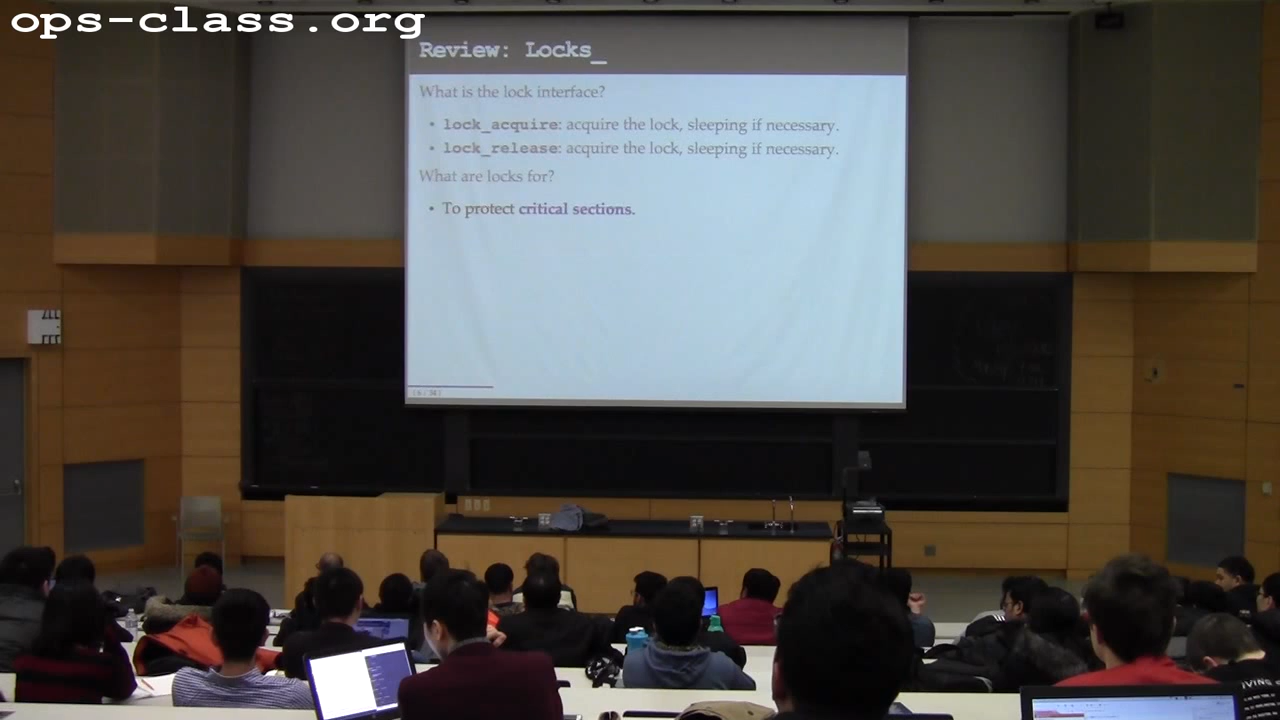 ops-class.org
Review: Locks_
What is the lock interface?
• lock_acquire: acquire the lock, sleeping if necessary.
• lock_release: acquire the lock, sleeping if necessary.
What are locks for?
• To protect critical sections.